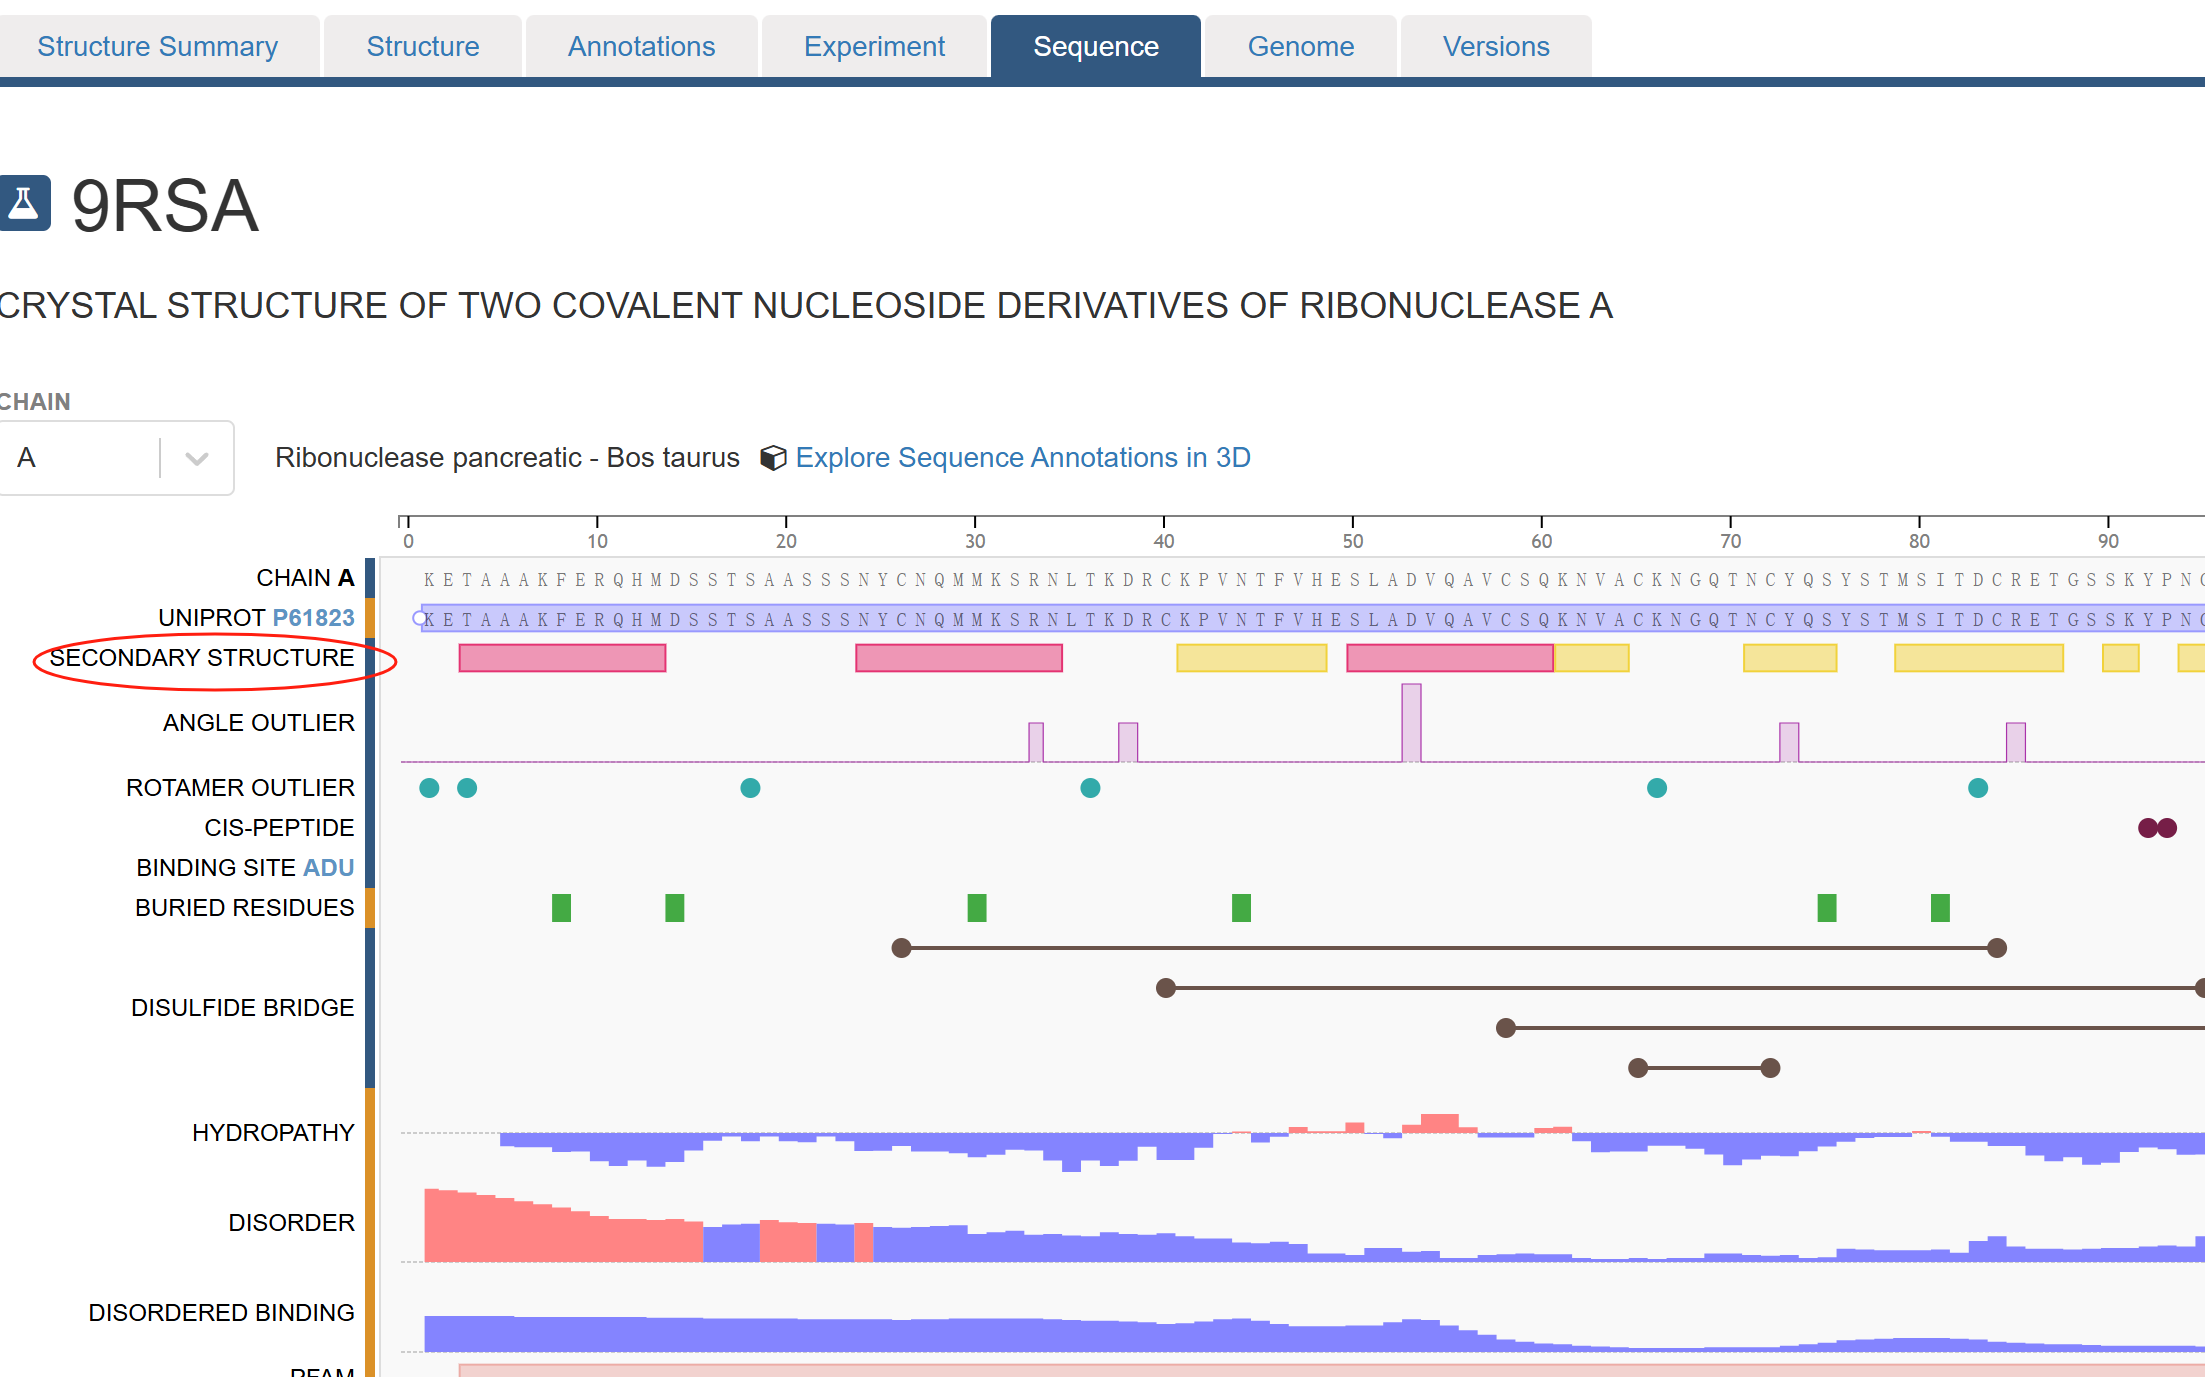 Structure Summary Structure Annotations Experiment Sequence Genome Versions
9RSA
CRYSTAL STRUCTURE OF TWO COVALENT NUCLEOSIDE DERIVATIVES OF RIBONUCLEASE A
CHAIN
A Ribonuclease pancreatic - Bos taurus Explore Sequence Annotations in 3D
0 10 20 30 40 50 60 70 80 90
CHAIN A KETAAAKFERQHMDSSTSAASSSNYCNQMMKSRNLTKDRCKPVNTFVHESLADVQAVCSQKNVACKNGQTNCYQSYSTMSITDCRETGSSKYPN
UNIPROT P61823 KETAAAKFERQHMDSSTSAASSSNYCNQMMKSRNLTKDRCKPVNTFVHESLADVQAVCSQKNVACKNGQTNCYQSYSTMSITDCRETGSSKYPN
SECONDARY STRUCTURE
ANGLE OUTLIER
ROTAMER OUTLIER
CIS-PEPTIDE
BINDING SITE ADU
BURIED RESIDUES
DISULFIDE BRIDGE
HYDROPATHY
DISORDER
DISORDERED BINDING
PFAM